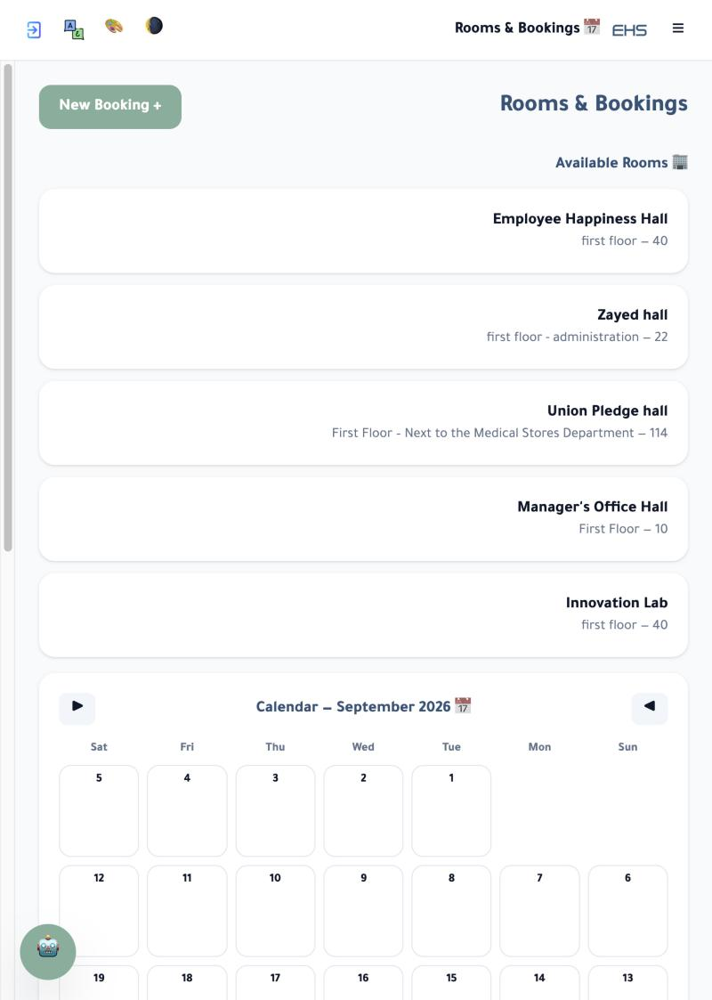 Rooms & Bookings 📅 EHS ≡
Rooms & Bookings
New Booking +
Available Rooms 🏢
Employee Happiness Hall
first floor – 40
Zayed hall
first floor - administration – 22
Union Pledge hall
First Floor - Next to the Medical Stores Department – 114
Manager's Office Hall
First Floor – 10
Innovation Lab
first floor – 40
Calendar – September 2026 📅
Sat Fri Thu Wed Tue Mon Sun
5 4 3 2 1
12 11 10 9 8 7 6
19 18 17 16 15 14 13